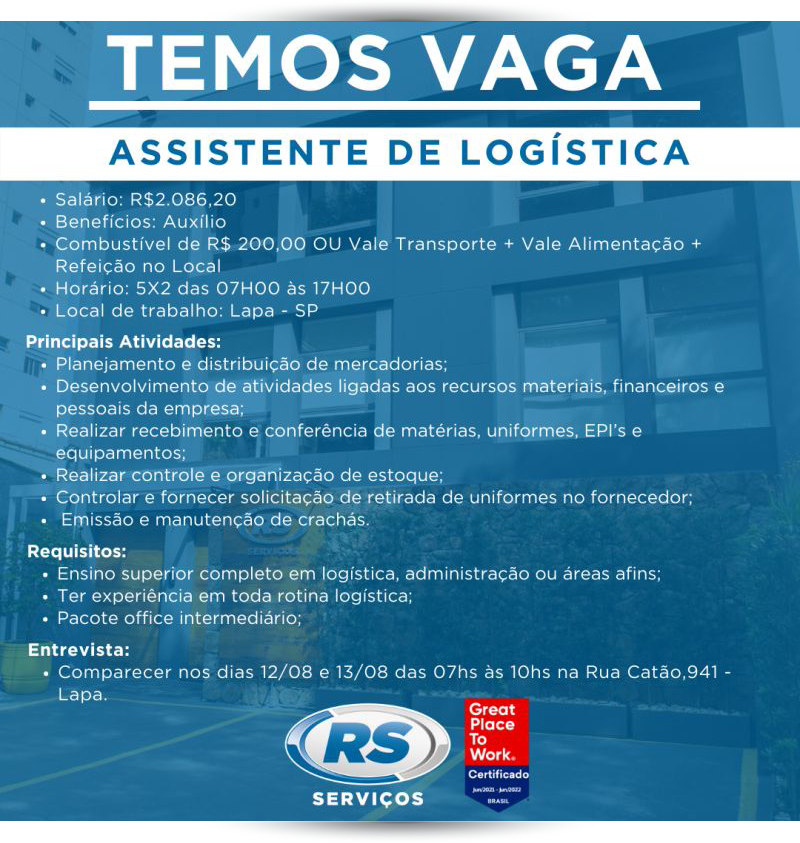 TEMOS VAGA
ASSISTENTE DE LOGÍSTICA
• Salário: R$2.086,20
• Benefícios: Auxílio
• Combustível de R$ 200,00 OU Vale Transporte + Vale Alimentação +
Refeição no Local
• Horário: 5X2 das 07H00 às 17H00
• Local de trabalho: Lapa - SP
Principais Atividades:
• Planejamento e distribuição de mercadorias;
• Desenvolvimento de atividades ligadas aos recursos materiais, financeiros e
pessoais da empresa;
• Realizar recebimento e conferência de matérias, uniformes, EPI's e
equipamentos;
• Realizar controle e organização de estoque;
• Controlar e fornecer solicitação de retirada de uniformes no fornecedor;
• Emissão e manutenção de crachás.
Requisitos:
• Ensino superior completo em logística, administração ou áreas afins;
• Ter experiência em toda rotina logística;
• Pacote office intermediário;
Entrevista:
• Comparecer nos dias 12/08 e 13/08 das 07hs às 10hs na Rua Catão,941 -
Lapa.
RS
SERVIÇOS
Great
Place
To
Work.
Certificado
Jun/2021 - Jun/2022
BRASIL
SERVIÇOS